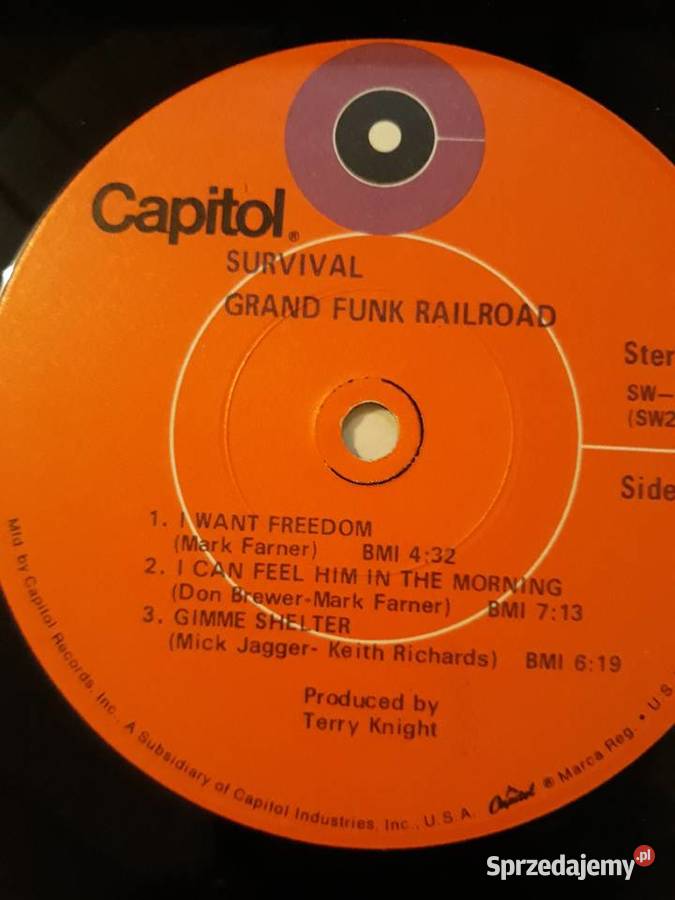 Capitol®
SURVIVAL
GRAND FUNK RAILROAD
Ster
SW—
(SW2
Side
1. I WANT FREEDOM
(Mark Farner) BMI 4:32
2. I CAN FEEL HIM IN THE MORNING
(Don Brewer-Mark Farner) BMI 7:13
3. GIMME SHELTER
(Mick Jagger- Keith Richards) BMI 6:19
Produced by
Terry Knight
Mfd. by Capitol Records, Inc., A Subsidiary of Capitol Industries, Inc., U.S.A. Capitol ® Marca Reg. • U.S.
Sprzedajemy.pl